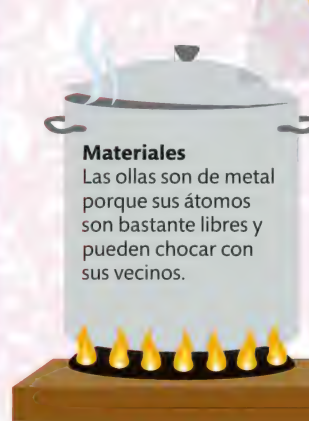 Materiales
Las ollas son de metal
porque sus átomos
son bastante libres y
pueden chocar con
sus vecinos.